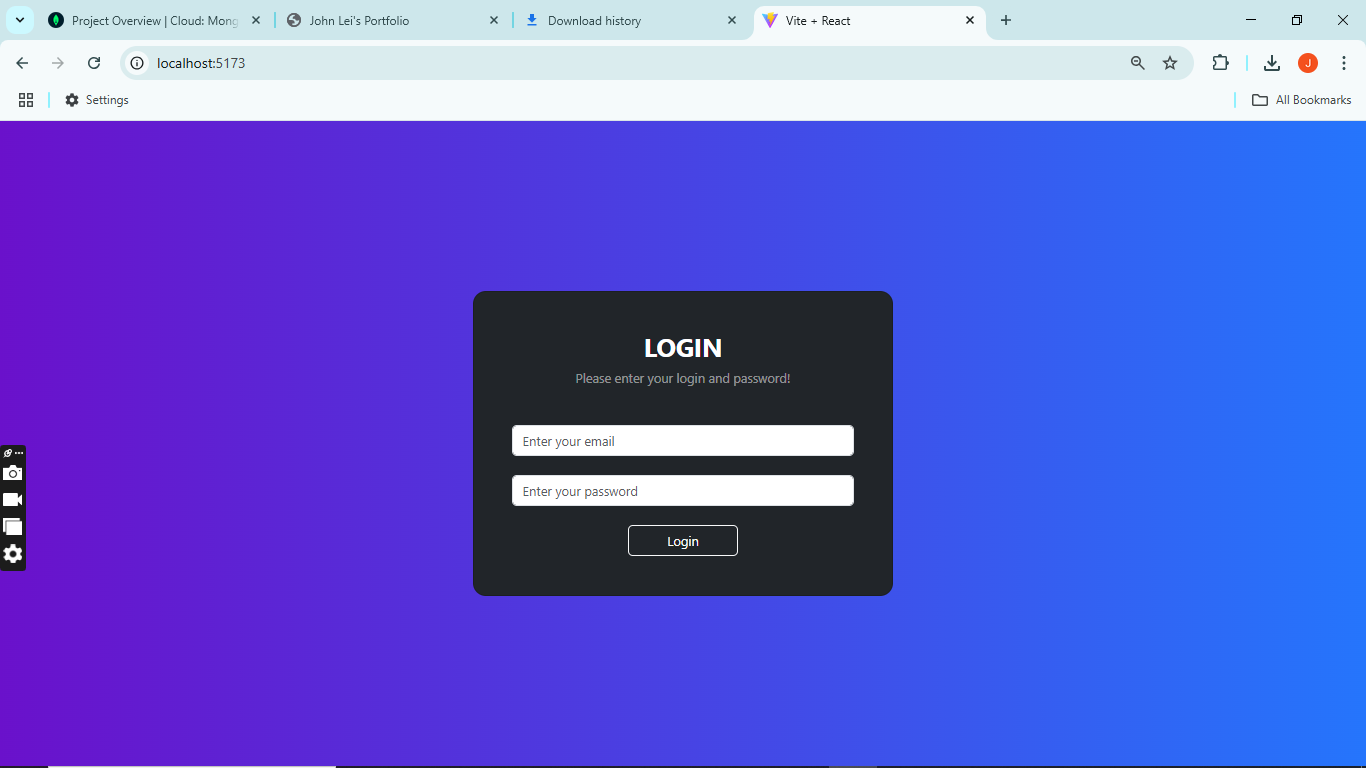 Project Overview | Cloud: Mong
John Lei's Portfolio
Download history
Vite + React
localhost:5173
J
Settings
All Bookmarks
LOGIN
Please enter your login and password!
Enter your email
Enter your password
Login